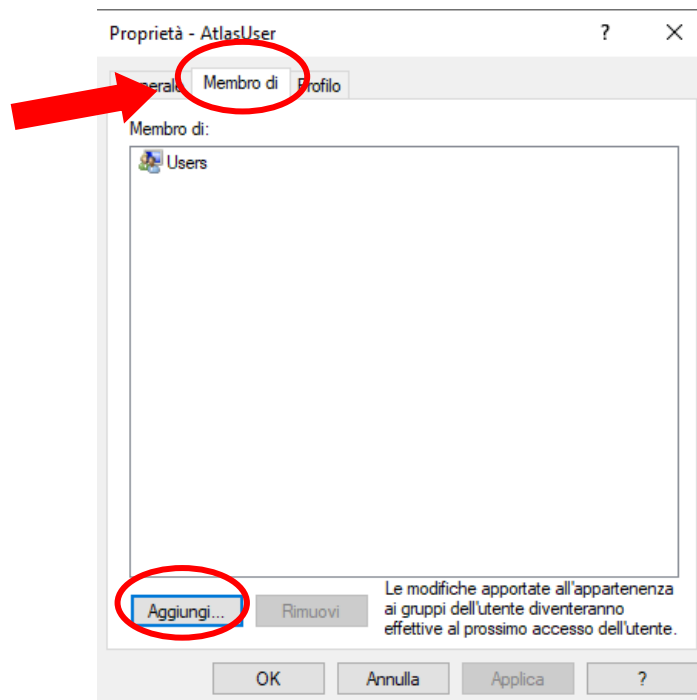 Proprietà - AtlasUser ?
Generale Membro di Profilo
Membro di:
Users
Aggiungi... Rimuovi
Le modifiche apportate all'appartenenza
ai gruppi dell'utente diventeranno
effettive al prossimo accesso dell'utente.
OK Annulla Applica ?